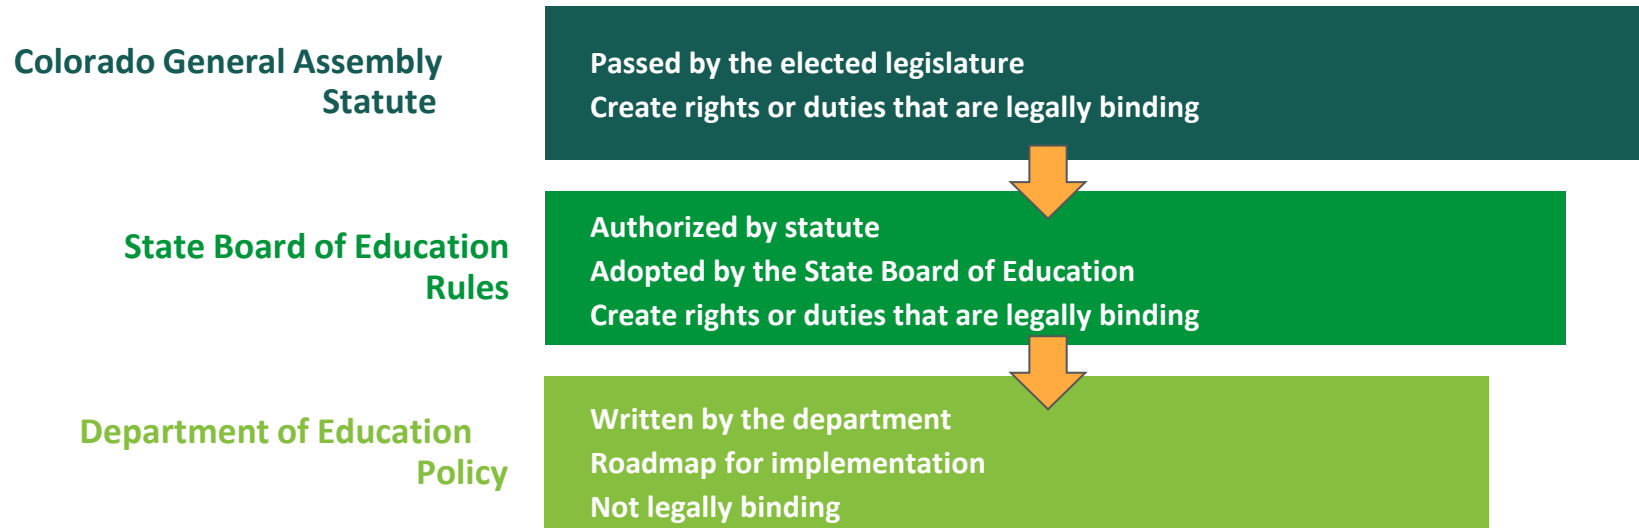 Colorado General Assembly
Statute
Passed by the elected legislature
Create rights or duties that are legally binding
State Board of Education
Rules
Authorized by statute
Adopted by the State Board of Education
Create rights or duties that are legally binding
Department of Education
Policy
Written by the department
Roadmap for implementation
Not legally binding